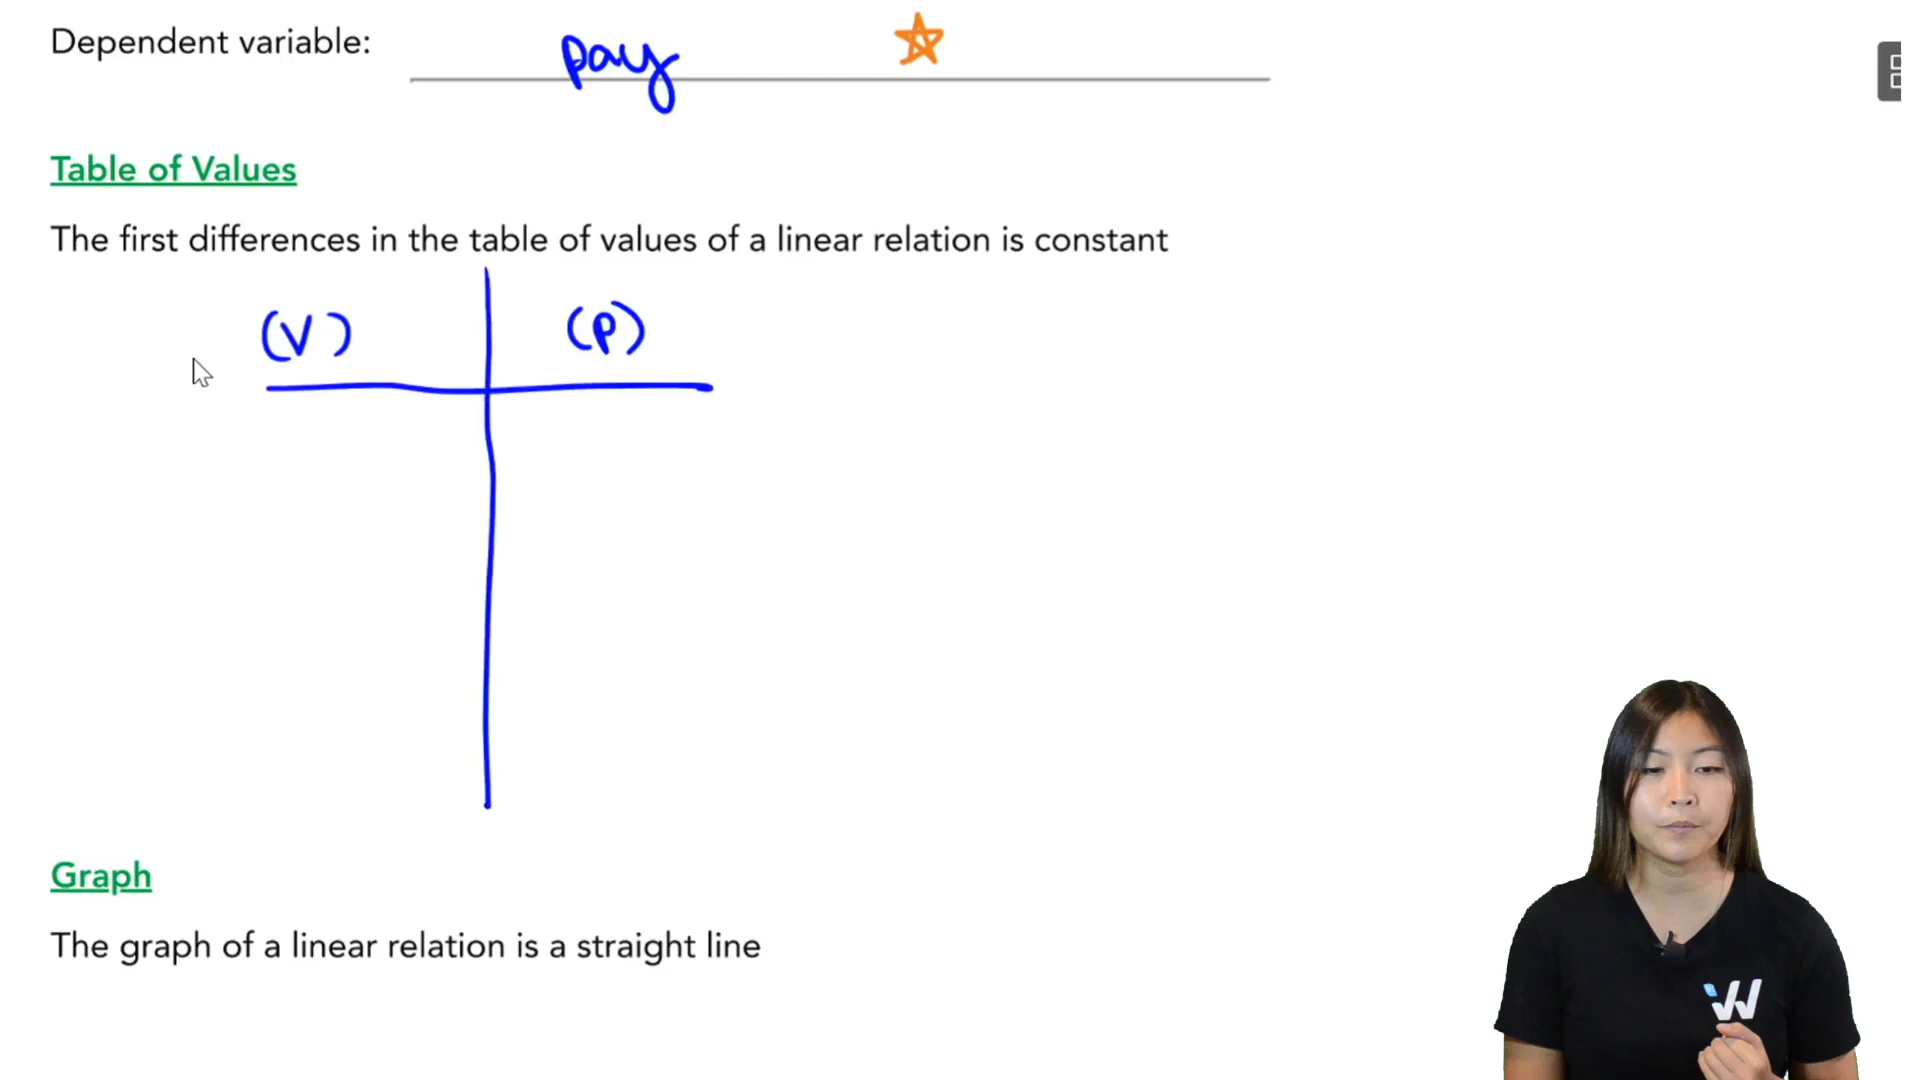 Dependent variable: pay
Table of Values
The first differences in the table of values of a linear relation is constant
(V) (P)
Graph
The graph of a linear relation is a straight line
W